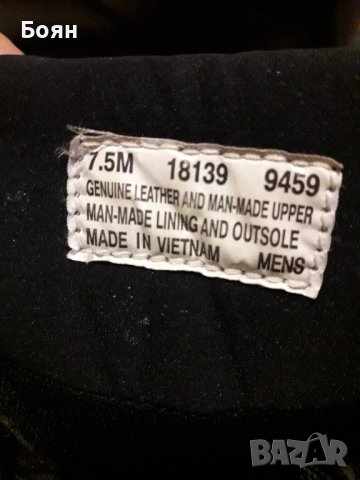 Боян
7.5M 18139 9459
GENUINE LEATHER AND MAN-MADE UPPER
MAN-MADE LINING AND OUTSOLE
MADE IN VIETNAM MENS
BAZAR